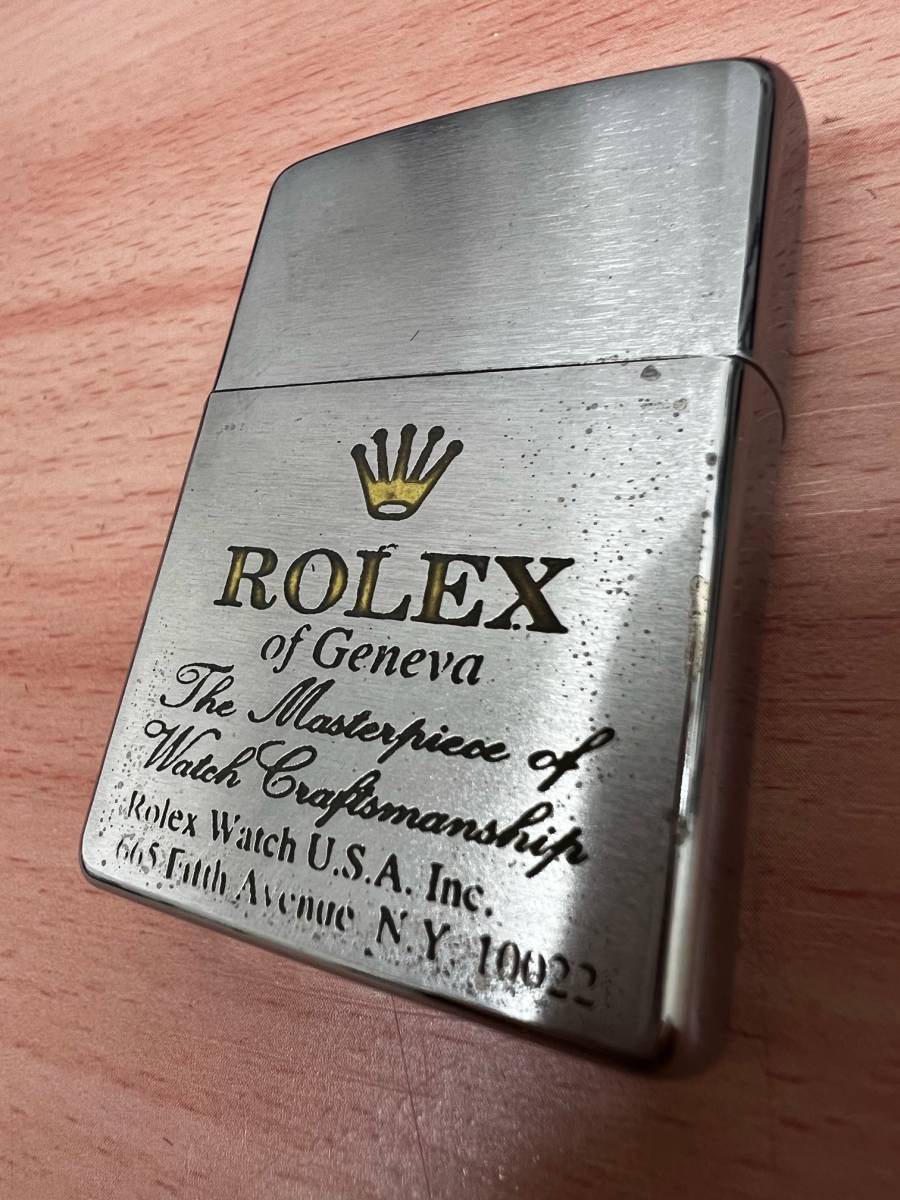 ROLEX
of Geneva
The Masterpiece of
Watch Craftsmanship
Rolex Watch U.S.A. Inc.
665 Fifth Avenue N.Y. 10022